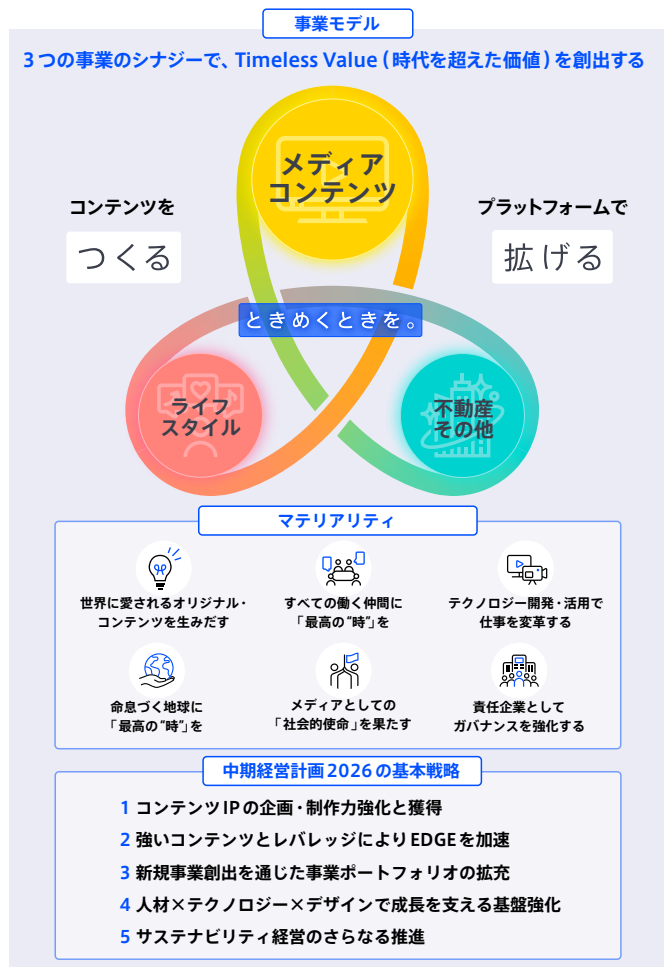 事業モデル
3つの事業のシナジーで、Timeless Value（時代を超えた価値）を創出する
メディア
コンテンツ
コンテンツを
つくる
プラットフォームで
拡げる
ときめくときを。
ライフ
スタイル
不動産
その他
マテリアリティ
世界に愛されるオリジナル・
コンテンツを生みだす
すべての働く仲間に
「最高の“時”」を
テクノロジー開発・活用で
仕事を変革する
命息づく地球に
「最高の“時”」を
メディアとしての
「社会的使命」を果たす
責任企業として
ガバナンスを強化する
中期経営計画2026の基本戦略
1 コンテンツIPの企画・制作力強化と獲得
2 強いコンテンツとレバレッジによりEDGEを加速
3 新規事業創出を通じた事業ポートフォリオの拡充
4 人材×テクノロジー×デザインで成長を支える基盤強化
5 サステナビリティ経営のさらなる推進